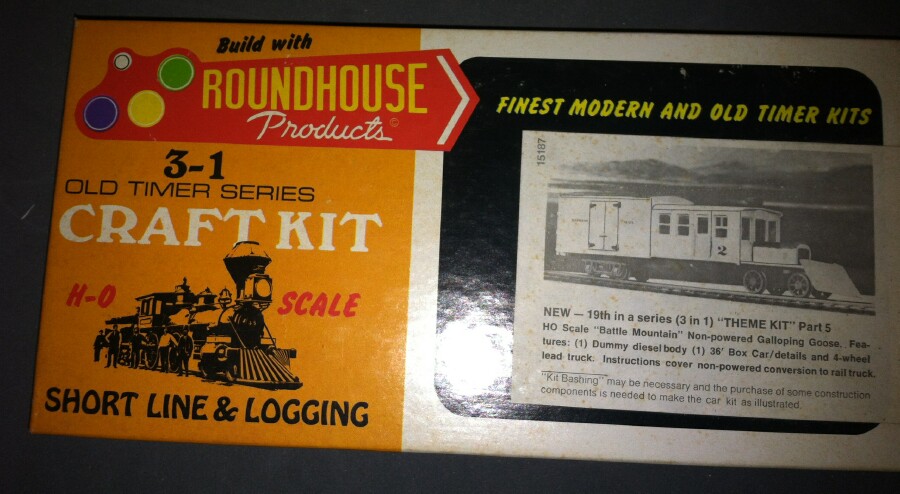 Build with
ROUNDHOUSE
Products©
3-1
OLD TIMER SERIES
CRAFT KIT
H-O SCALE
SHORT LINE & LOGGING
FINEST MODERN AND OLD TIMER KITS
15187
2
NEW — 19th in a series (3 in 1) "THEME KIT" Part 5
HO Scale "Battle Mountain" Non-powered Galloping Goose. Fea-
tures: (1) Dummy diesel body (1) 36' Box Car/details and 4-wheel
lead truck. Instructions cover non-powered conversion to rail truck.
"Kit Bashing" may be necessary and the purchase of some construction
components is needed to make the car kit as illustrated.